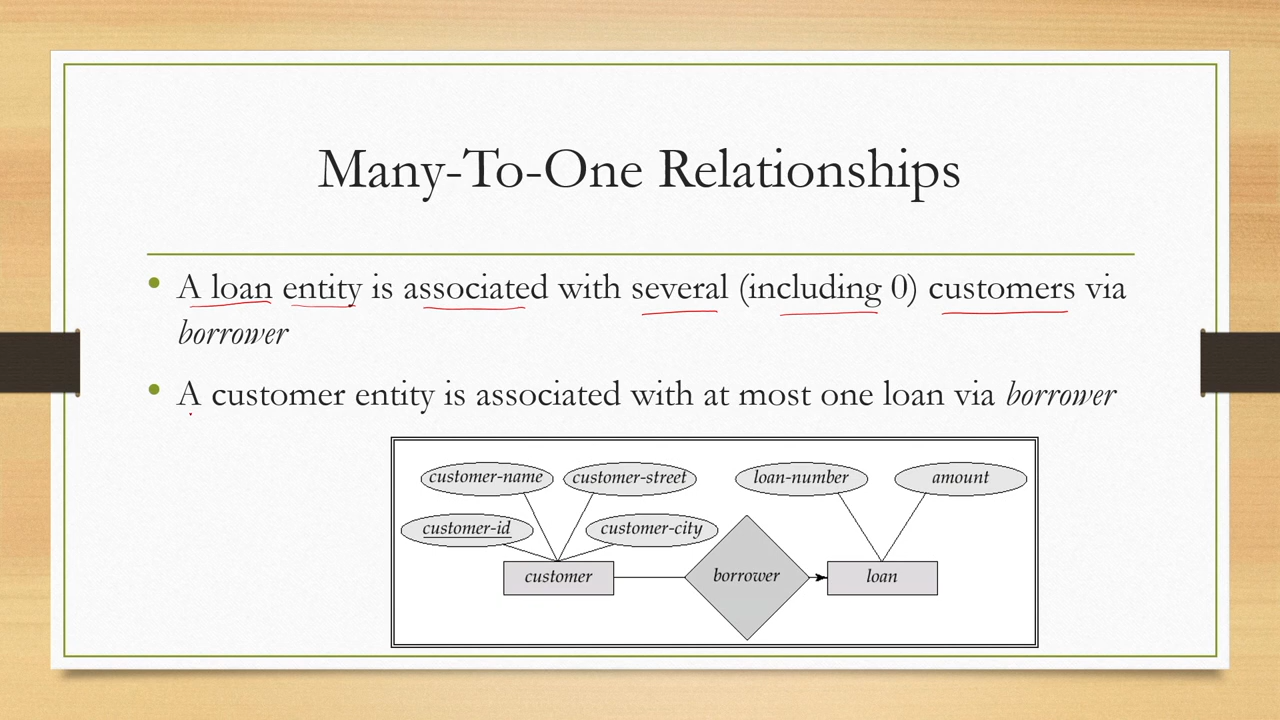 Many-To-One Relationships
• A loan entity is associated with several (including 0) customers via
borrower
• A customer entity is associated with at most one loan via borrower
customer-name customer-street loan-number amount
customer-id customer-city
customer borrower loan